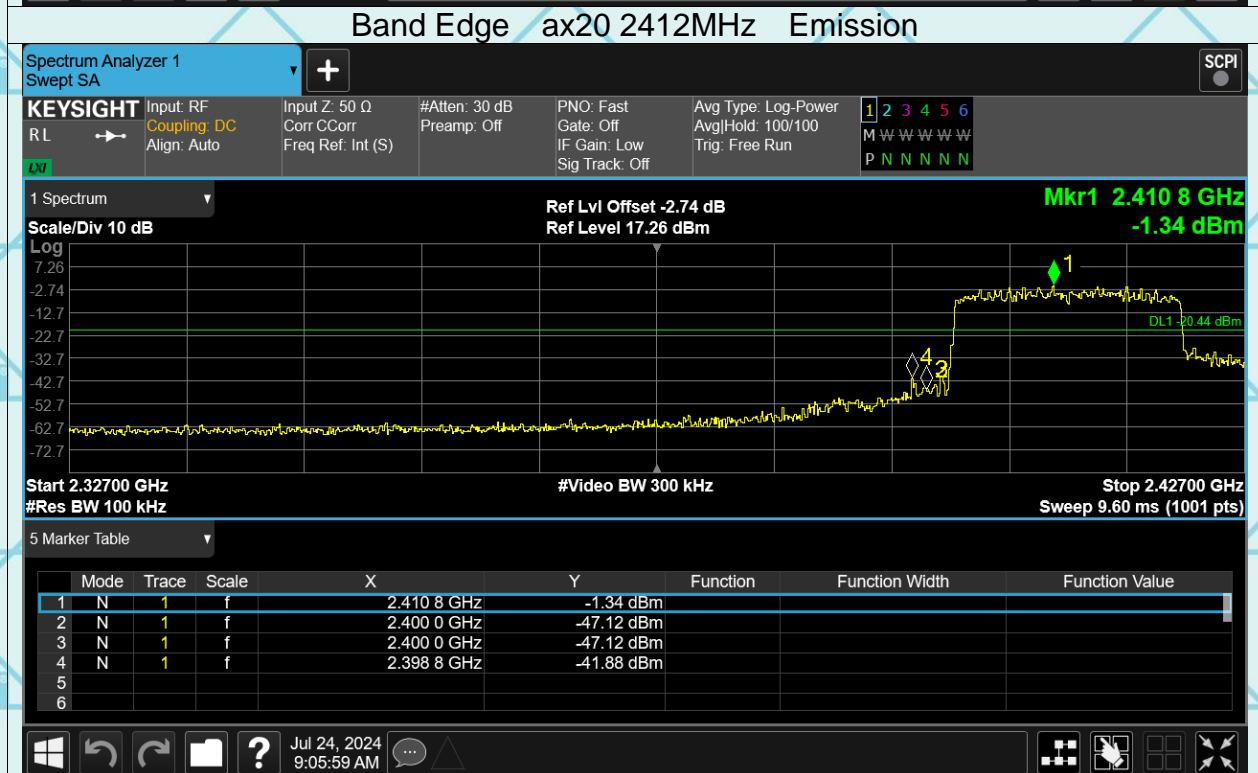 Band Edge ax20 2412MHz Emission
Spectrum Analyzer 1
Swept SA
+
SCPI
KEYSIGHT
R L
LXI
Input: RF
Coupling: DC
Align: Auto
Input Z: 50 Ω
Corr CCorr
Freq Ref: Int (S)
#Atten: 30 dB
Preamp: Off
PNO: Fast
Gate: Off
IF Gain: Low
Sig Track: Off
Avg Type: Log-Power
Avg|Hold: 100/100
Trig: Free Run
1 2 3 4 5 6
M W W W W W
P N N N N N
1 Spectrum
Scale/Div 10 dB
Ref Lvl Offset -2.74 dB
Ref Level 17.26 dBm
Mkr1 2.410 8 GHz
-1.34 dBm
Log
7.26
-2.74
-12.7
-22.7
-32.7
-42.7
-52.7
-62.7
-72.7
1
DL1 -20.44 dBm
4
3
Start 2.32700 GHz
#Video BW 300 kHz
Stop 2.42700 GHz
#Res BW 100 kHz
Sweep 9.60 ms (1001 pts)
5 Marker Table
Mode Trace Scale X Y Function Function Width Function Value
1 N 1 f 2.410 8 GHz -1.34 dBm
2 N 1 f 2.400 0 GHz -47.12 dBm
3 N 1 f 2.400 0 GHz -47.12 dBm
4 N 1 f 2.398 8 GHz -41.88 dBm
5
6
?
Jul 24, 2024
9:05:59 AM